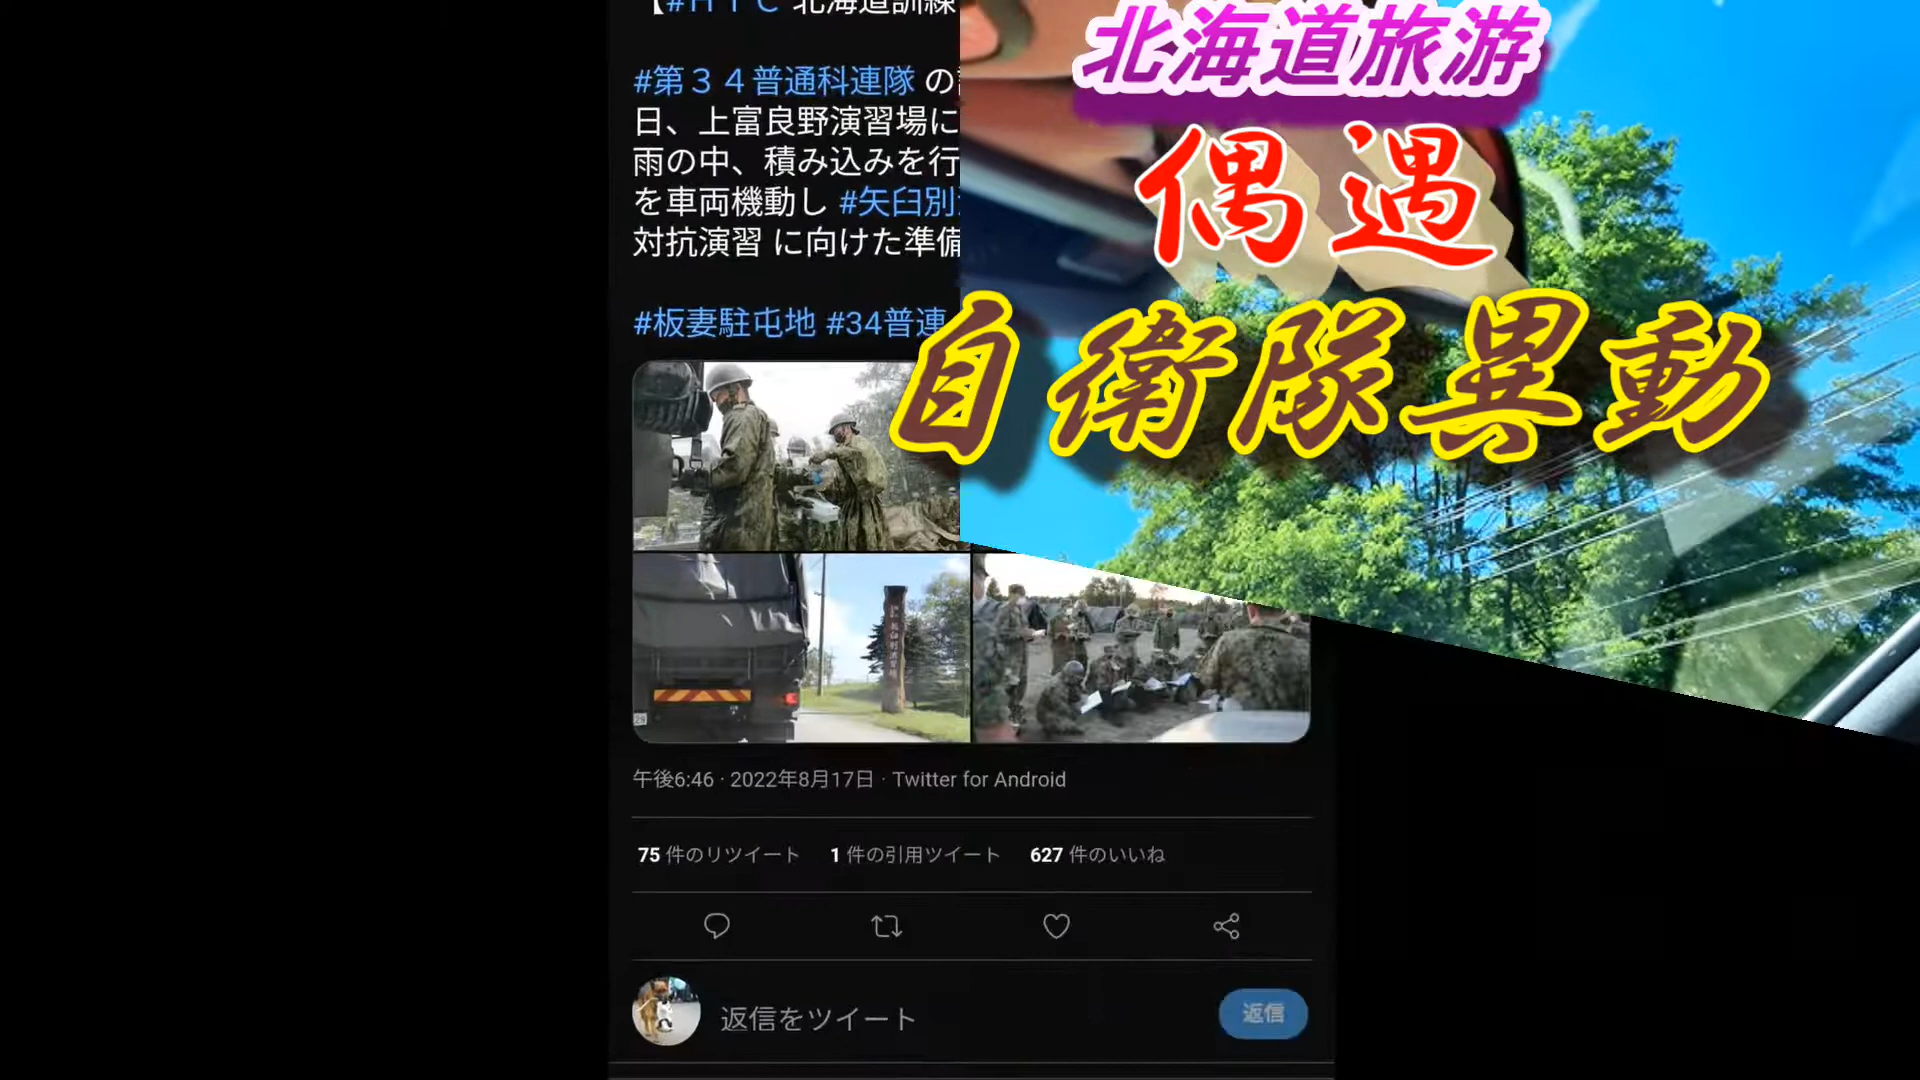 【#ＨＴＣ 北海道訓練
#第３４普通科連隊 の
日、上富良野演習場に
雨の中、積み込みを行
を車両機動し #矢臼別
対抗演習 に向けた準備
#板妻駐屯地 #34普連
北海道旅游
偶遇
自衛隊異動
午後6:46 · 2022年8月17日 · Twitter for Android
75 件のリツイート 1 件の引用ツイート 627 件のいいね
返信をツイート
返信